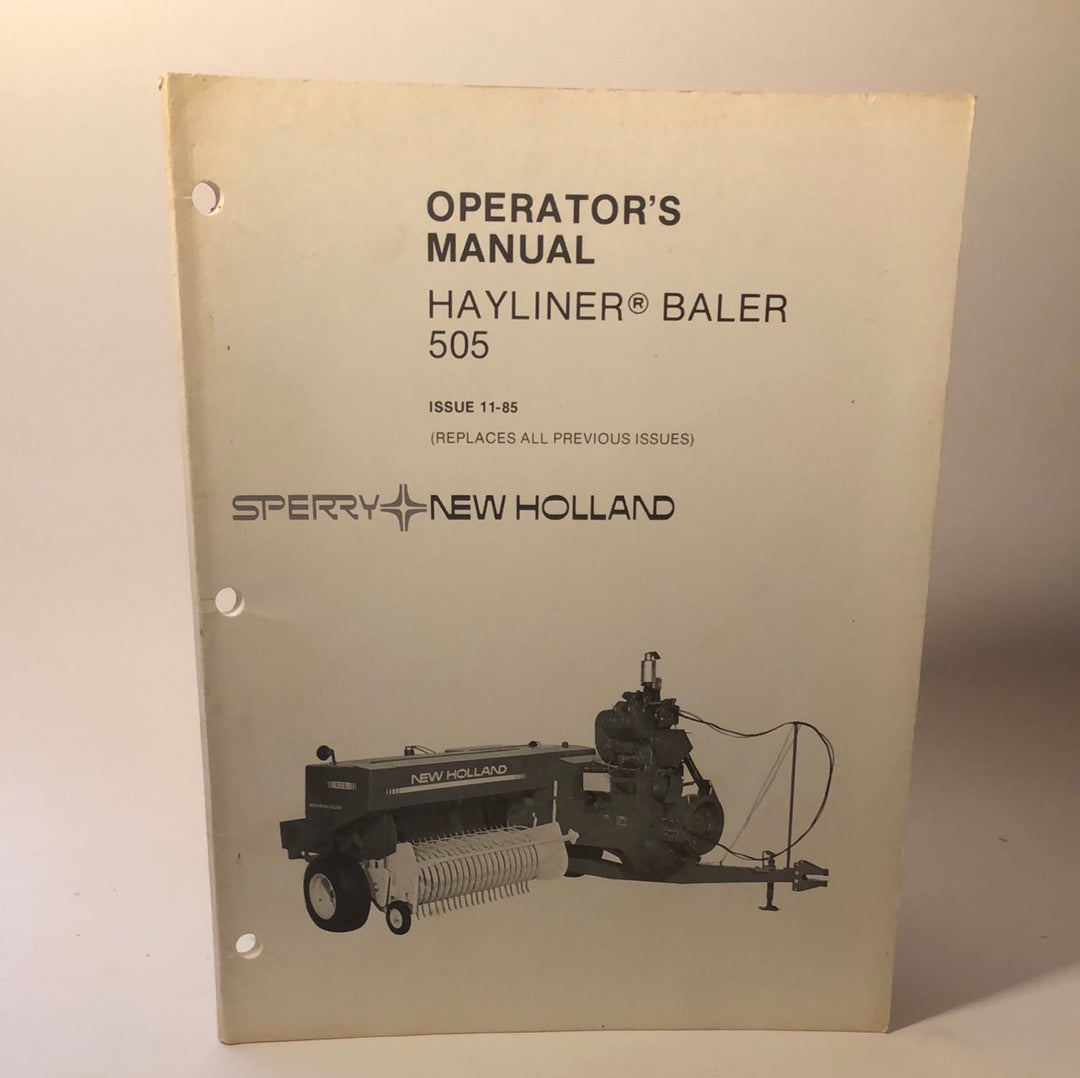 OPERATOR'S
MANUAL
HAYLINER® BALER
505
ISSUE 11-85
(REPLACES ALL PREVIOUS ISSUES)
SPERRY NEW HOLLAND
NEW HOLLAND